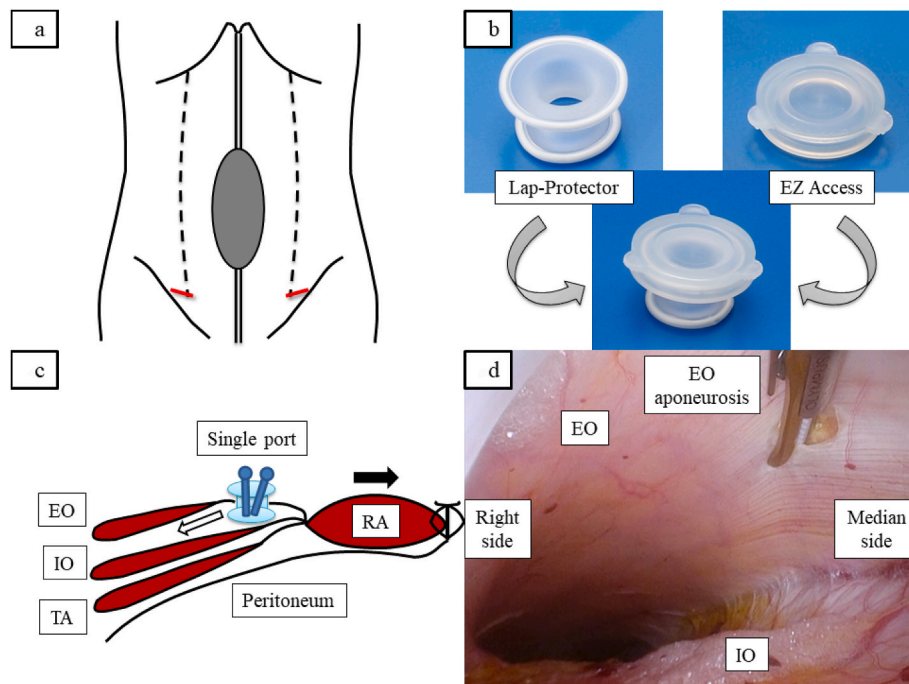 a
b
Lap-Protector
EZ Access
c
Single port
EO
IO
TA
RA
Peritoneum
d
EO
aponeurosis
EO
OLYMPUS
Right
side
Median
side
IO